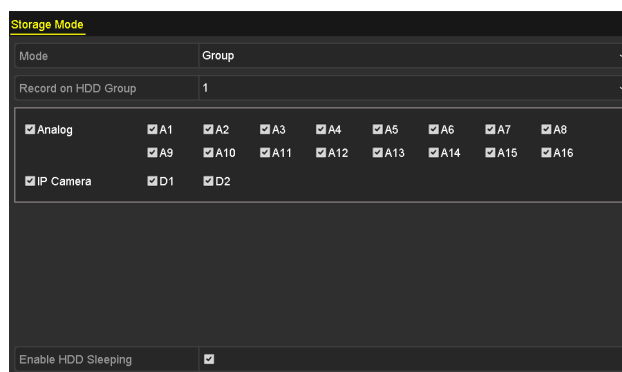 Storage Mode
Mode Group
Record on HDD Group 1
Analog A1 A2 A3 A4 A5 A6 A7 A8
A9 A10 A11 A12 A13 A14 A15 A16
IP Camera D1 D2
Enable HDD Sleeping